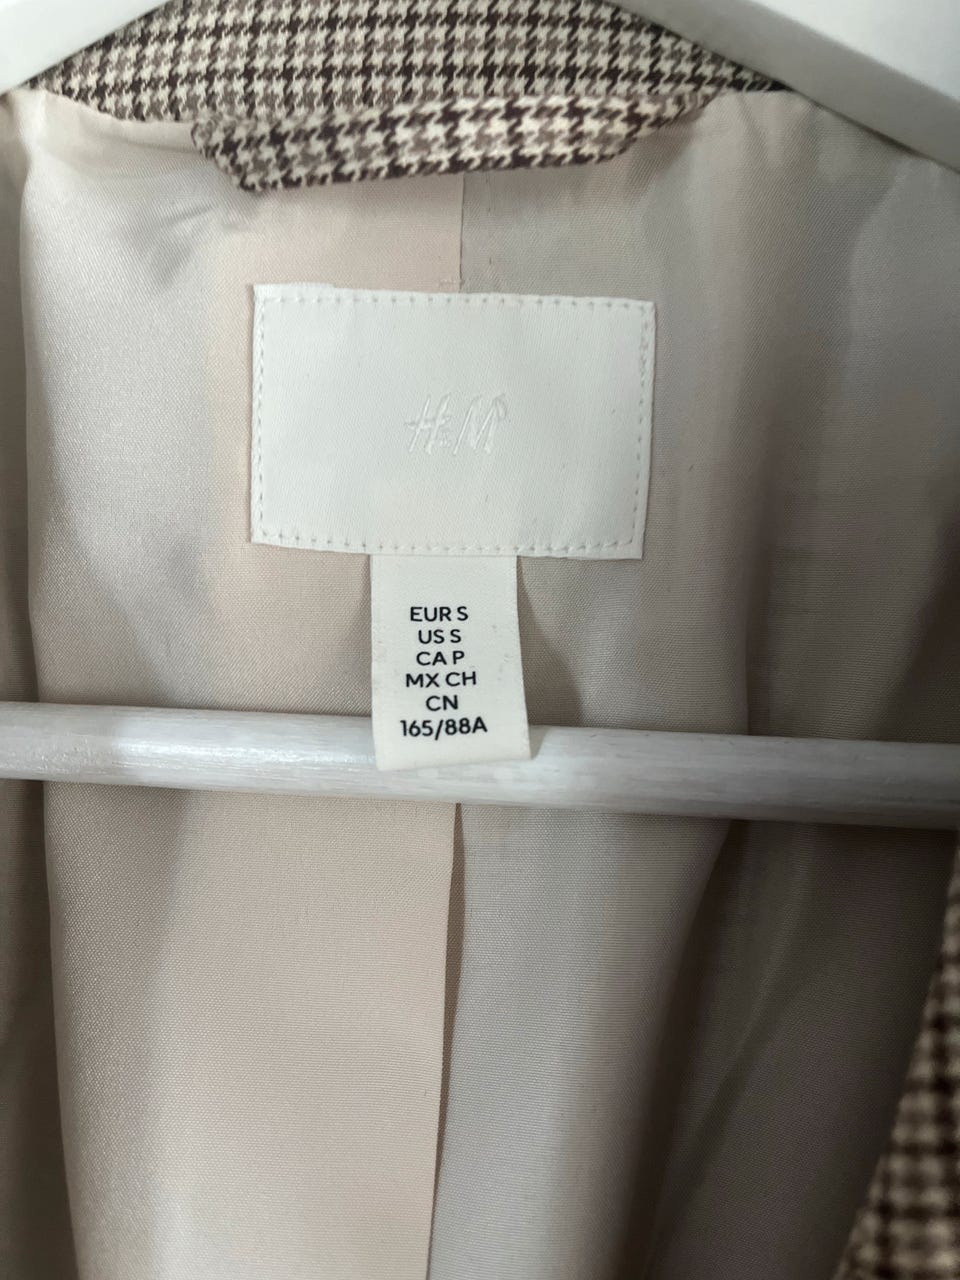 H&M
EUR S
US S
CA P
MX CH
CN
165/88A